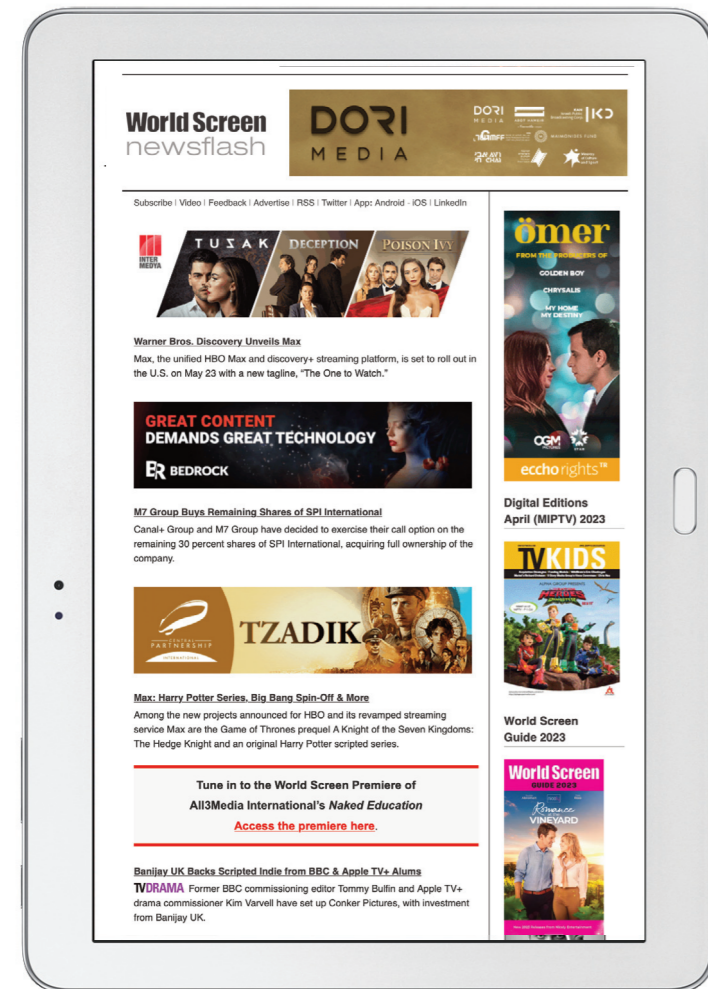 World Screen
newsflash
DORI
MEDIA
DORI
MEDIA
Subscribe | Video | Feedback | Advertise | RSS | Twitter | App: Android - iOS | LinkedIn
INTER
MEDYA
TUZAK
DECEPTION
POISON IVY
Warner Bros. Discovery Unveils Max
Max, the unified HBO Max and discovery+ streaming platform, is set to roll out in
the U.S. on May 23 with a new tagline, “The One to Watch.”
GREAT CONTENT
DEMANDS GREAT TECHNOLOGY
BR BEDROCK
M7 Group Buys Remaining Shares of SPI International
Canal+ Group and M7 Group have decided to exercise their call option on the
remaining 30 percent shares of SPI International, acquiring full ownership of the
company.
CENTRAL
PARTNERSHIP
INTERNATIONAL
TZADIK
Max: Harry Potter Series, Big Bang Spin-Off & More
Among the new projects announced for HBO and its revamped streaming
service Max are the Game of Thrones prequel A Knight of the Seven Kingdoms:
The Hedge Knight and an original Harry Potter scripted series.
Tune in to the World Screen Premiere of
All3Media International’s Naked Education
Access the premiere here.
Banijay UK Backs Scripted Indie from BBC & Apple TV+ Alums
TVDRAMA Former BBC commissioning editor Tommy Bulfin and Apple TV+
drama commissioner Kim Varvell have set up Conker Pictures, with investment
from Banijay UK.
ömer
FROM THE PRODUCERS OF
GOLDEN BOY
CHRYSALIS
MY HOME
MY DESTINY
OGM
PICTURES
STAR
eccho rights™
Digital Editions
April (MIPTV) 2023
TVKIDS
ALPHA GROUP PRESENTS
World Screen
Guide 2023
World Screen
GUIDE 2023
Romance
VINEYARD